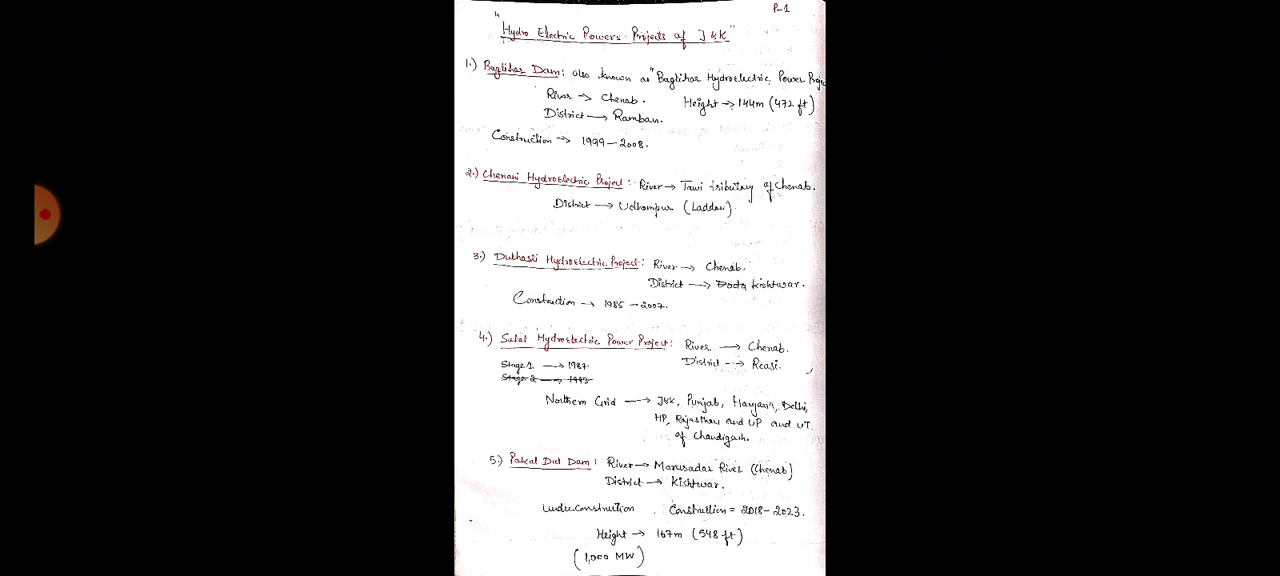 P-1
"Hydro Electric Powers Projects of J&K"
1.) Baglihar Dam: also known as "Baglihar Hydroelectric Power Proje
River → Chenab. Height → 144m (472 ft)
District → Ramban.
Construction → 1999-2008.
2.) Chenani Hydroelectric Project: River → Tawi tributary of Chenab.
District → Udhampur (Laddan)
3.) Dulhasti Hydroelectric Project: River → Chenab.
District → Doda Kishtwar.
Construction → 1985-2007.
4.) Salal Hydroelectric Power Project: River → Chenab.
Stage 1 → 1987.
District → Reasi.
Stage 2 → 1993
Northern Grid → J&K, Punjab, Haryana, Delhi,
HP, Rajasthan and UP and UT
of Chandigarh.
5.) Pakal Dul Dam: River → Marusadar River (Chenab)
District → Kishtwar.
Underconstruction Construction = 2018-2023.
Height → 167m (548 ft)
(1,000 MW)